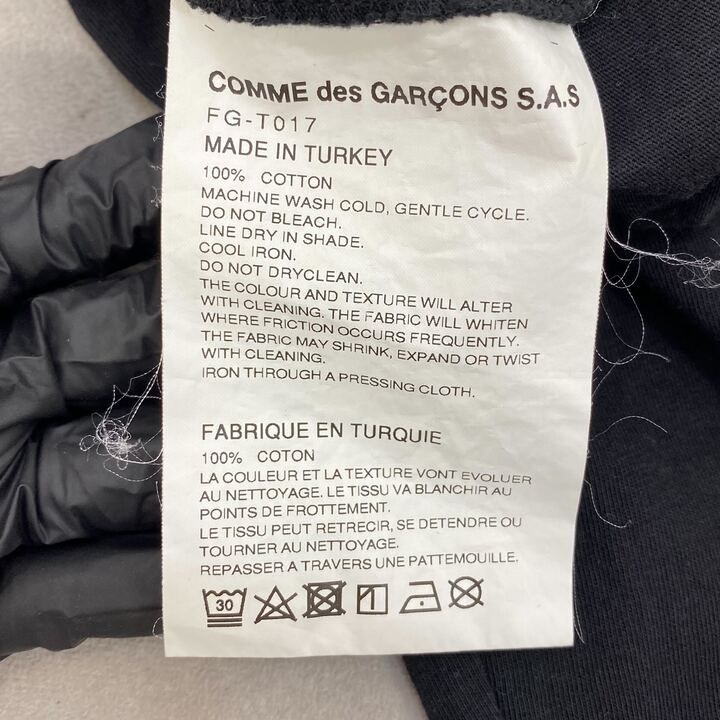 COMME des GARÇONS S.A.S
FG-T017
MADE IN TURKEY
100% COTTON
MACHINE WASH COLD, GENTLE CYCLE.
DO NOT BLEACH.
LINE DRY IN SHADE.
COOL IRON.
DO NOT DRYCLEAN.
THE COLOUR AND TEXTURE WILL ALTER
WITH CLEANING. THE FABRIC WILL WHITEN
WHERE FRICTION OCCURS FREQUENTLY.
THE FABRIC MAY SHRINK, EXPAND OR TWIST
WITH CLEANING.
IRON THROUGH A PRESSING CLOTH.
FABRIQUE EN TURQUIE
100% COTON
LA COULEUR ET LA TEXTURE VONT EVOLUER
AU NETTOYAGE. LE TISSU VA BLANCHIR AU
POINTS DE FROTTEMENT.
LE TISSU PEUT RETRECIR, SE DETENDRE OU
TOURNER AU NETTOYAGE.
REPASSER A TRAVERS UNE PATTEMOUILLE.
30